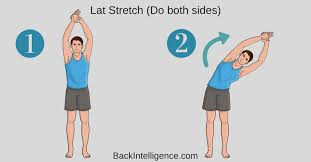 Lat Stretch (Do both sides)
1
2
BackIntelligence.com